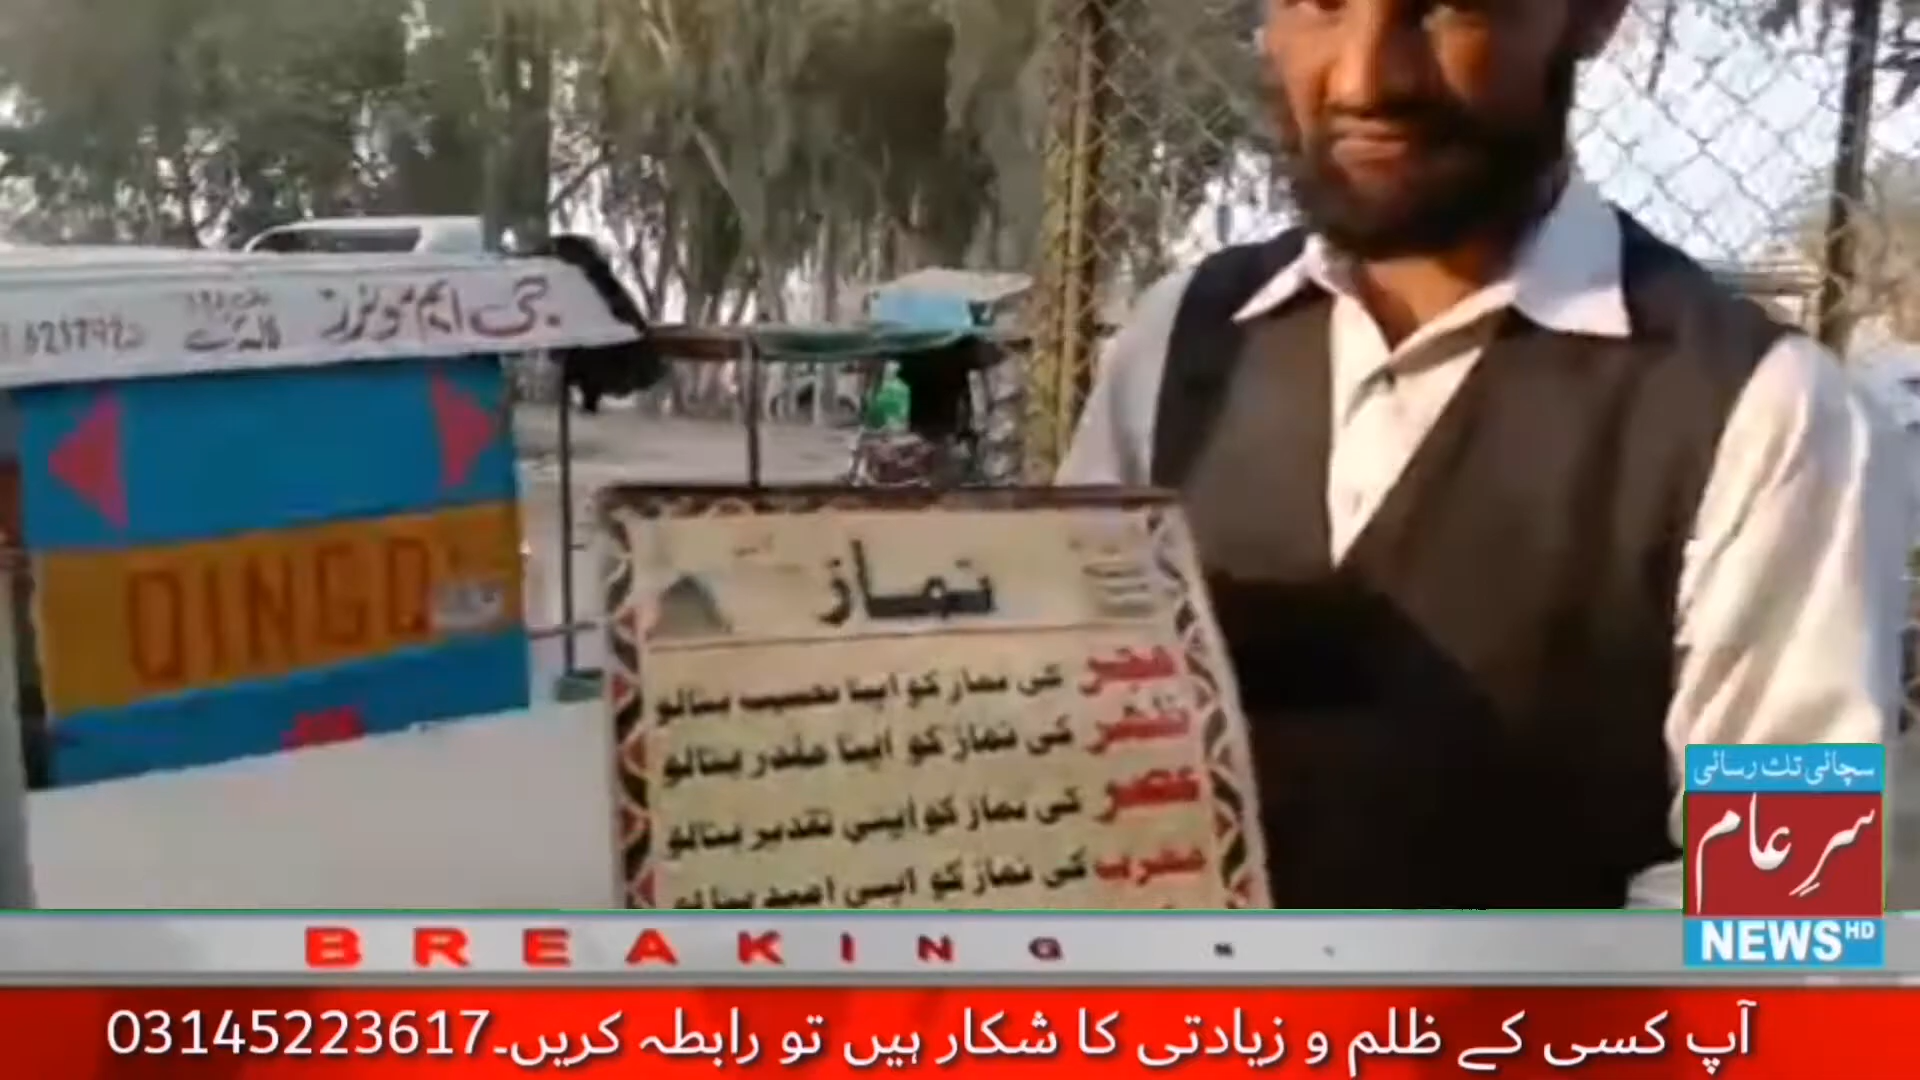 جی ایم موٹرز
QINGQ
نماز
فجر کی نماز کو اپنا نصیب بنالو
ظہر کی نماز کو اپنا مقدر بنالو
عصر کی نماز کو اپنی تقدیر بنالو
مغرب کی نماز کو اپنی امید بنالو
سچائی تک رسائی
سرِ عام
NEWS HD
BREAKING N
آپ کسی کے ظلم و زیادتی کا شکار ہیں تو رابطہ کریں۔03145223617